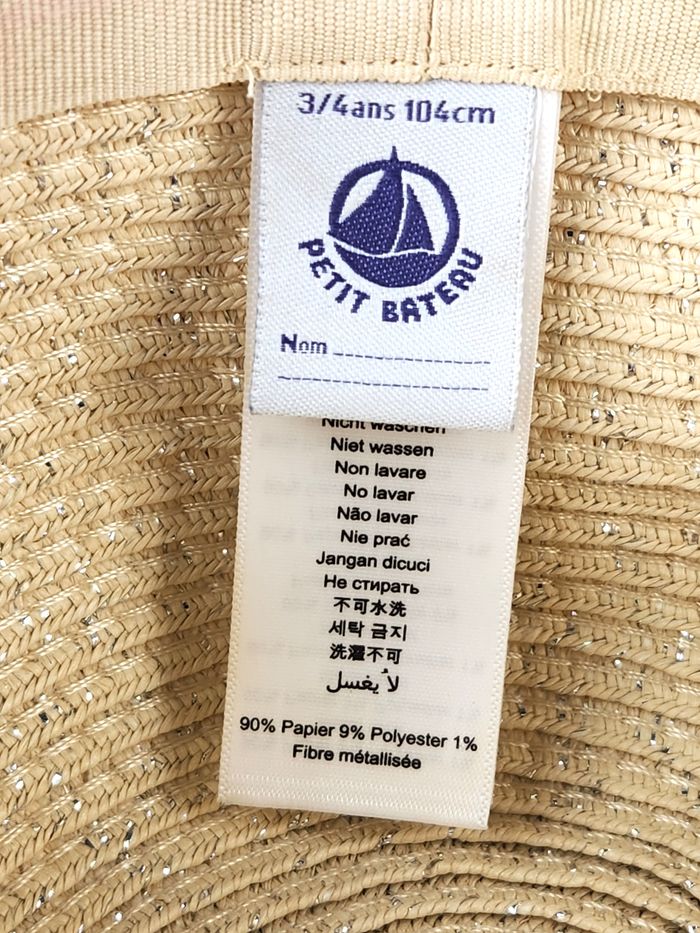 3/4ans 104cm
PETIT BATEAU
Nom
Nicht waschen
Niet wassen
Non lavare
No lavar
Não lavar
Nie prać
Jangan dicuci
Не стирать
不可水洗
세탁 금지
洗濯不可
لاُ يغسل
90% Papier 9% Polyester 1%
Fibre métallisée